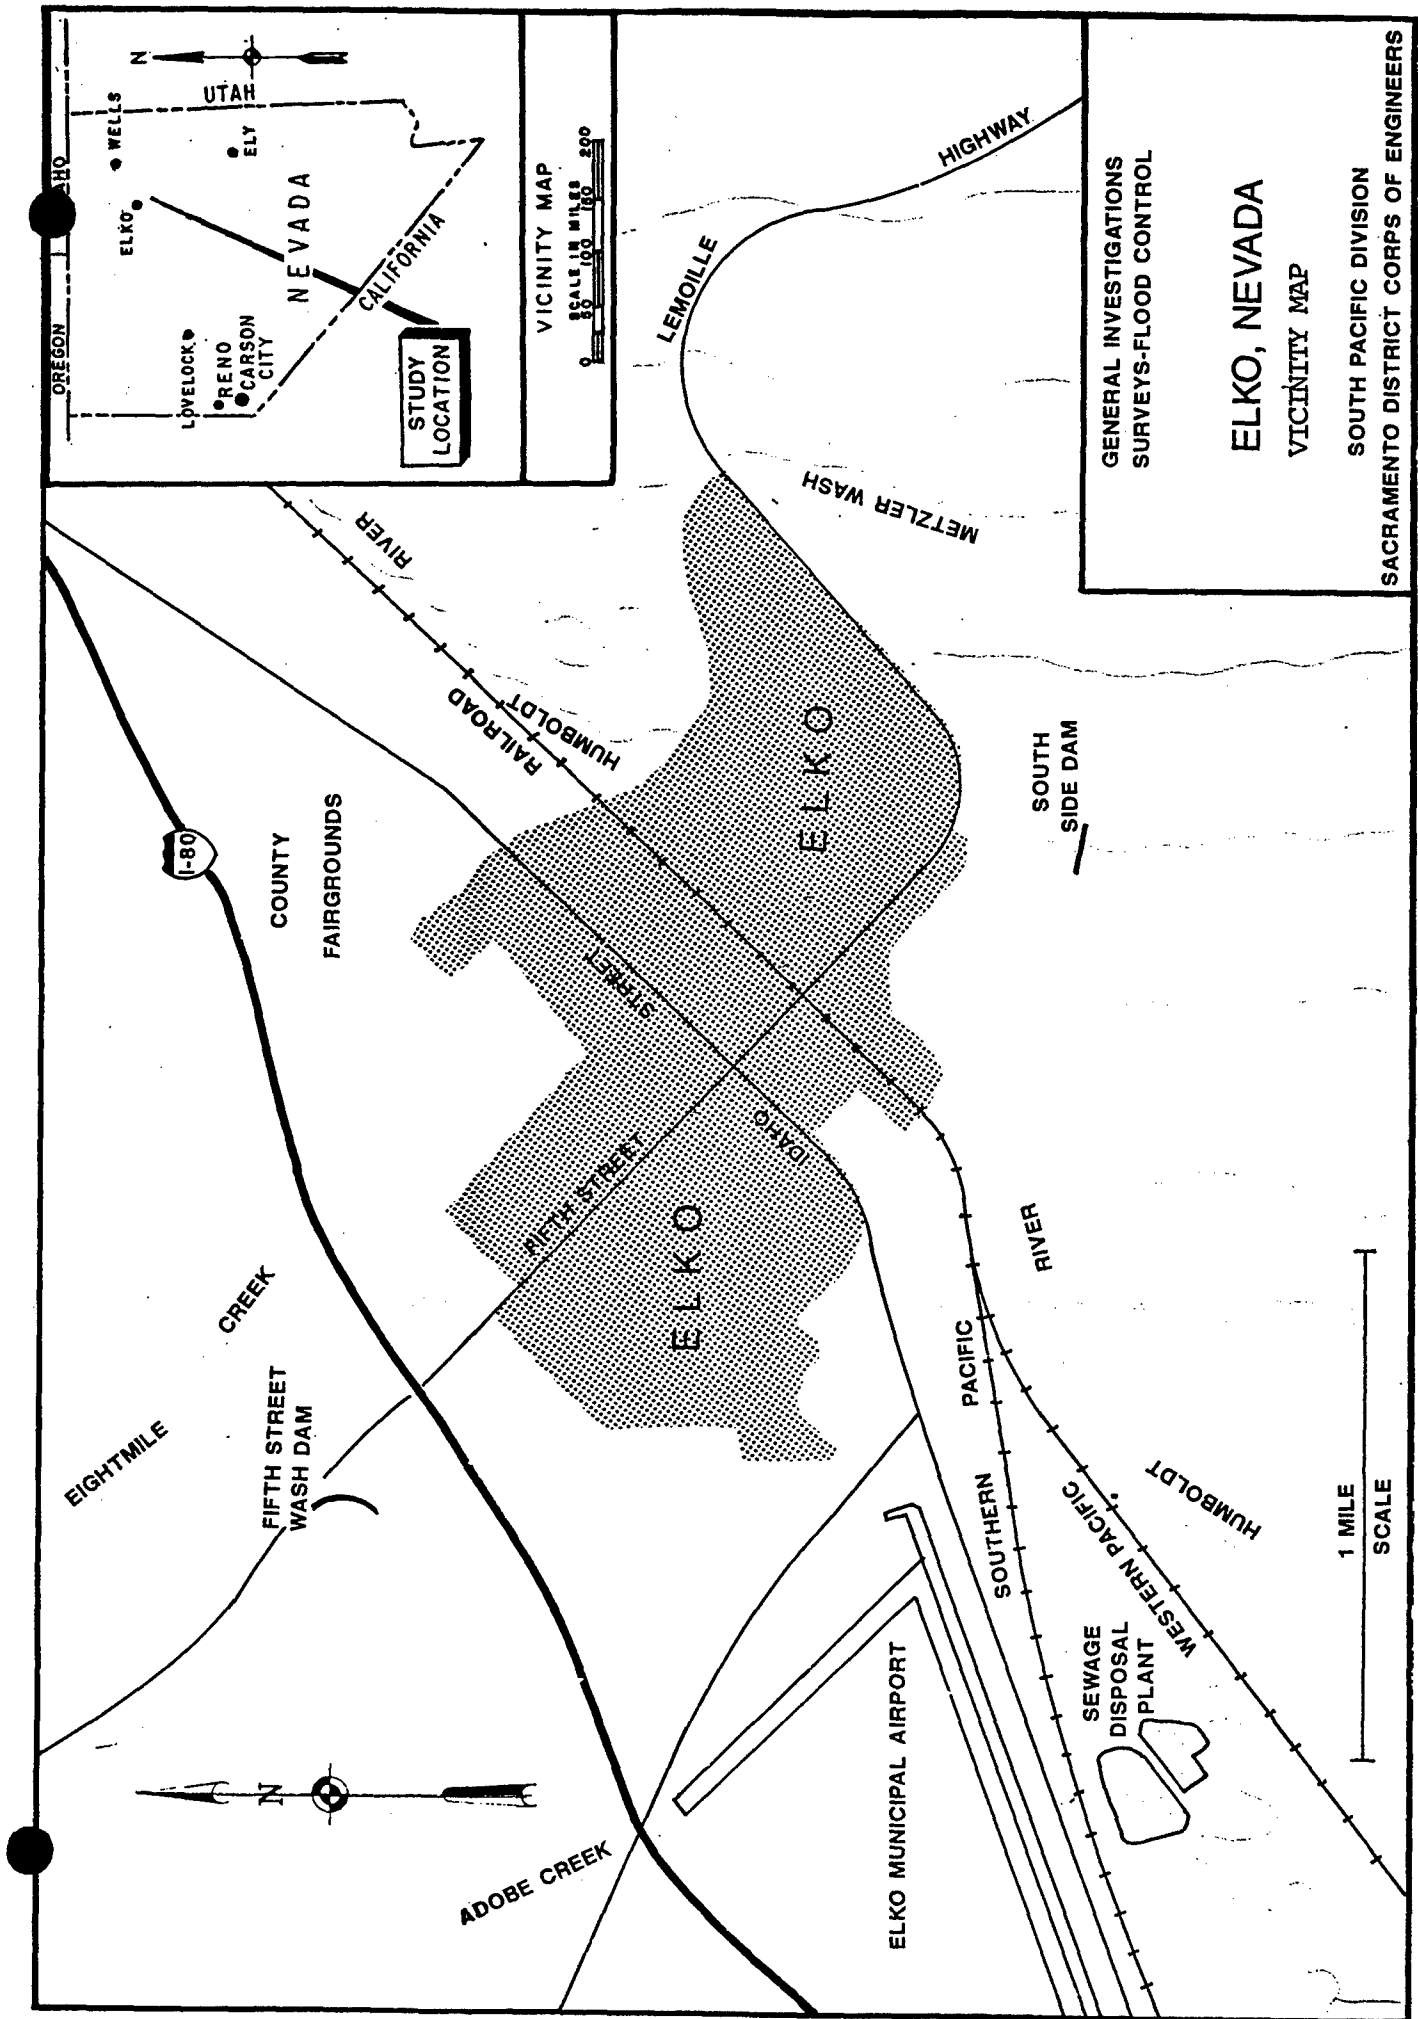 OREGON
AHO
ELKO
WELLS
N
UTAH
ELY
LOVELOCK
RENO
CARSON
CITY
NEVADA
CALIFORNIA
STUDY
LOCATION
VICINITY MAP
SCALE IN MILES
0 50 100 150 200
I-80
EIGHTMILE
CREEK
FIFTH STREET
WASH DAM
COUNTY
FAIRGROUNDS
N
ADOBE CREEK
RAILROAD
HUMBOLDT
RIVER
LEMOILLE
HIGHWAY
STREET
FIFTH STREET
IDAHO
ELKO
ELKO
METZLER WASH
SOUTH
SIDE DAM
ELKO MUNICIPAL AIRPORT
SOUTHERN
PACIFIC
RIVER
WESTERN PACIFIC
HUMBOLDT
SEWAGE
DISPOSAL
PLANT
1 MILE
SCALE
GENERAL INVESTIGATIONS
SURVEYS-FLOOD CONTROL
ELKO, NEVADA
VICINITY MAP
SOUTH PACIFIC DIVISION
SACRAMENTO DISTRICT CORPS OF ENGINEERS